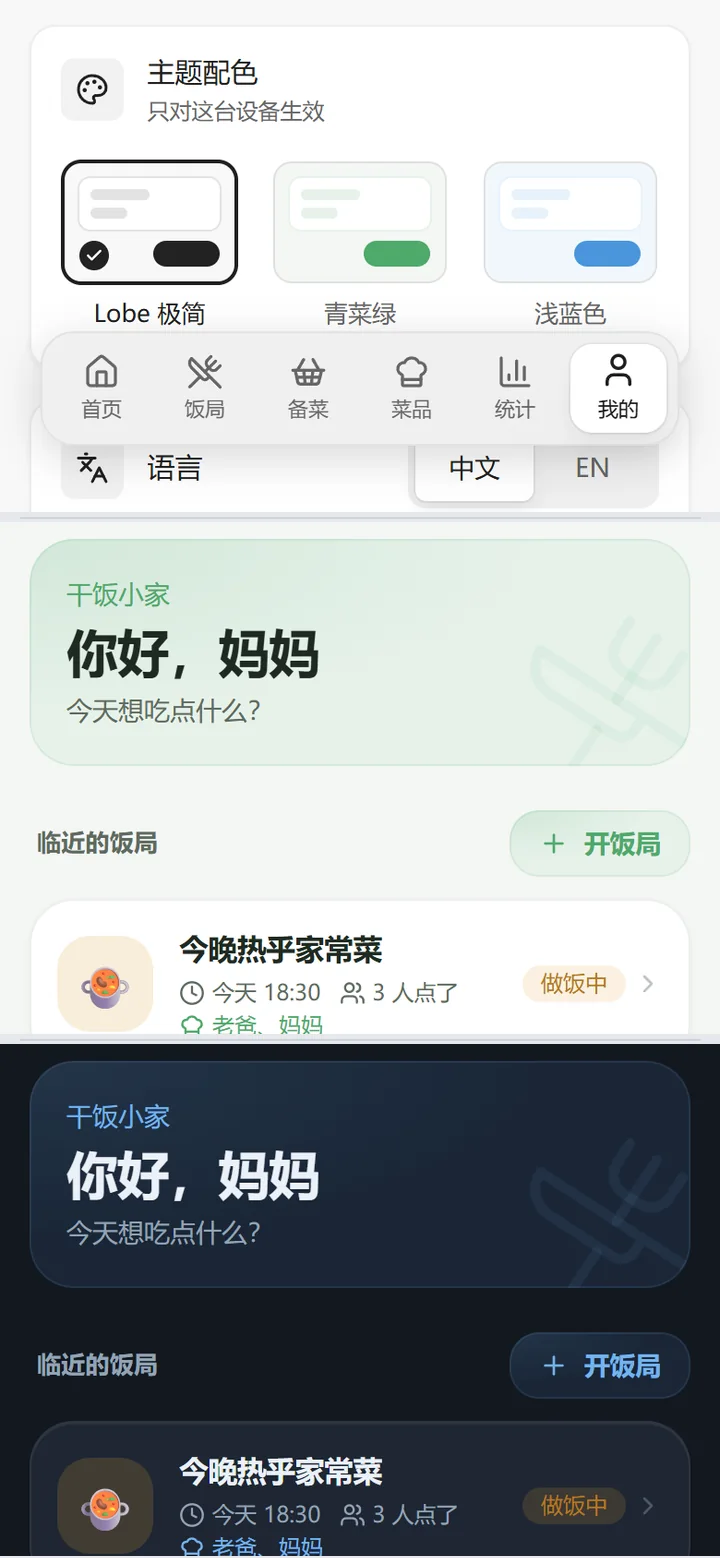 主题配色
只对这台设备生效
Lobe 极简
青菜绿
浅蓝色
首页
饭局
备菜
菜品
统计
我的
语言
中文
EN
干饭小家
你好，妈妈
今天想吃点什么？
临近的饭局
开饭局
今晚热乎家常菜
今天 18:30
3 人点了
做饭中
老爸、妈妈
干饭小家
你好，妈妈
今天想吃点什么？
临近的饭局
开饭局
今晚热乎家常菜
今天 18:30
3 人点了
做饭中
老爸、妈妈